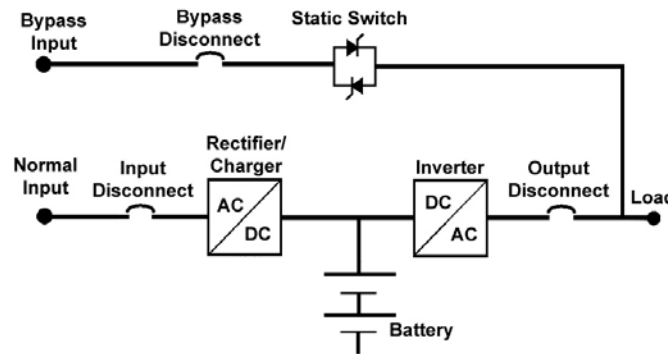 Bypass
Input
Bypass
Disconnect
Static Switch
Normal
Input
Input
Disconnect
Rectifier/
Charger
AC
DC
Inverter
DC
AC
Output
Disconnect
Load
Battery